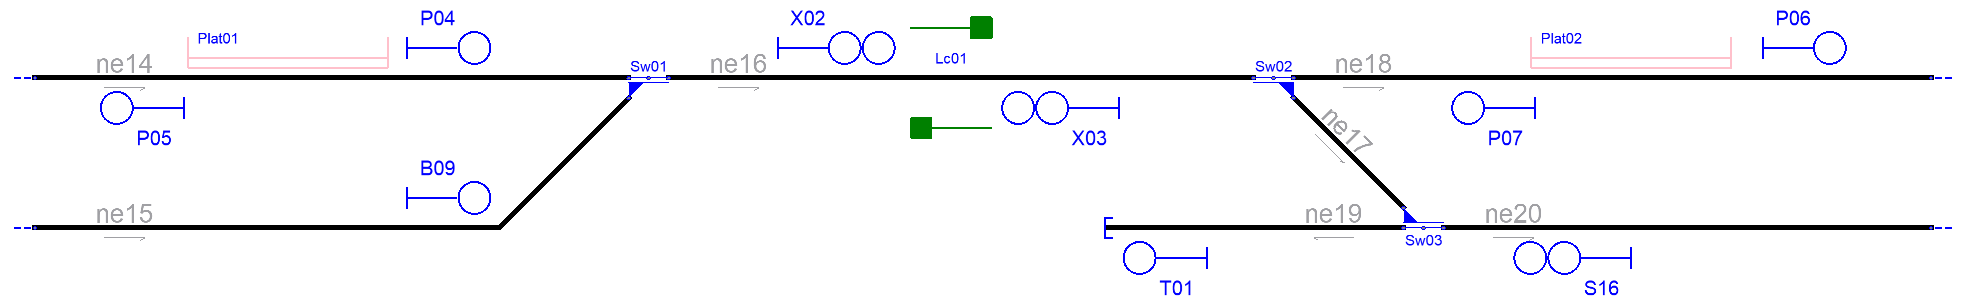 P04
X02
P06
Plat01
Plat02
Lc01
ne14
Sw01
ne16
Sw02
ne18
P05
X03
ne17
P07
B09
ne15
ne19
ne20
Sw03
T01
S16